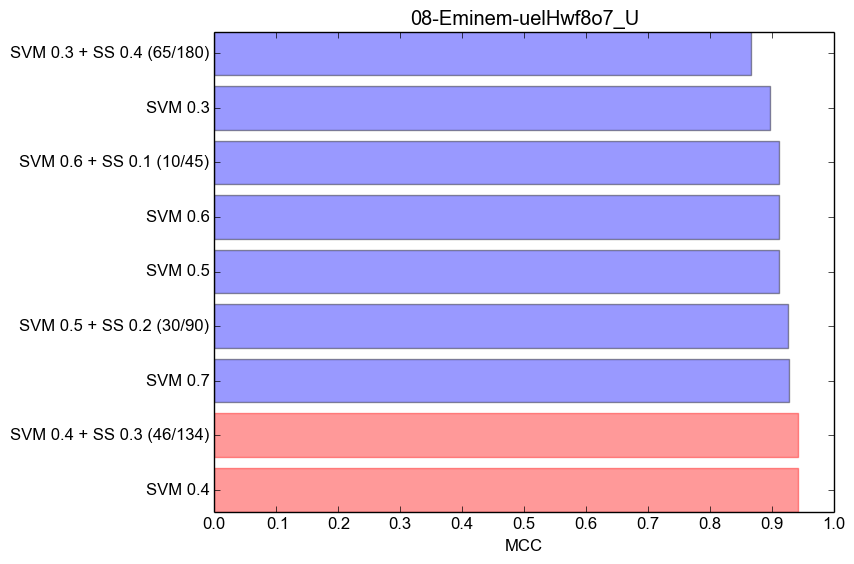 08-Eminem-uelHwf8o7_U
SVM 0.3 + SS 0.4 (65/180)
SVM 0.3
SVM 0.6 + SS 0.1 (10/45)
SVM 0.6
SVM 0.5
SVM 0.5 + SS 0.2 (30/90)
SVM 0.7
SVM 0.4 + SS 0.3 (46/134)
SVM 0.4
0.0 0.1 0.2 0.3 0.4 0.5 0.6 0.7 0.8 0.9 1.0
MCC